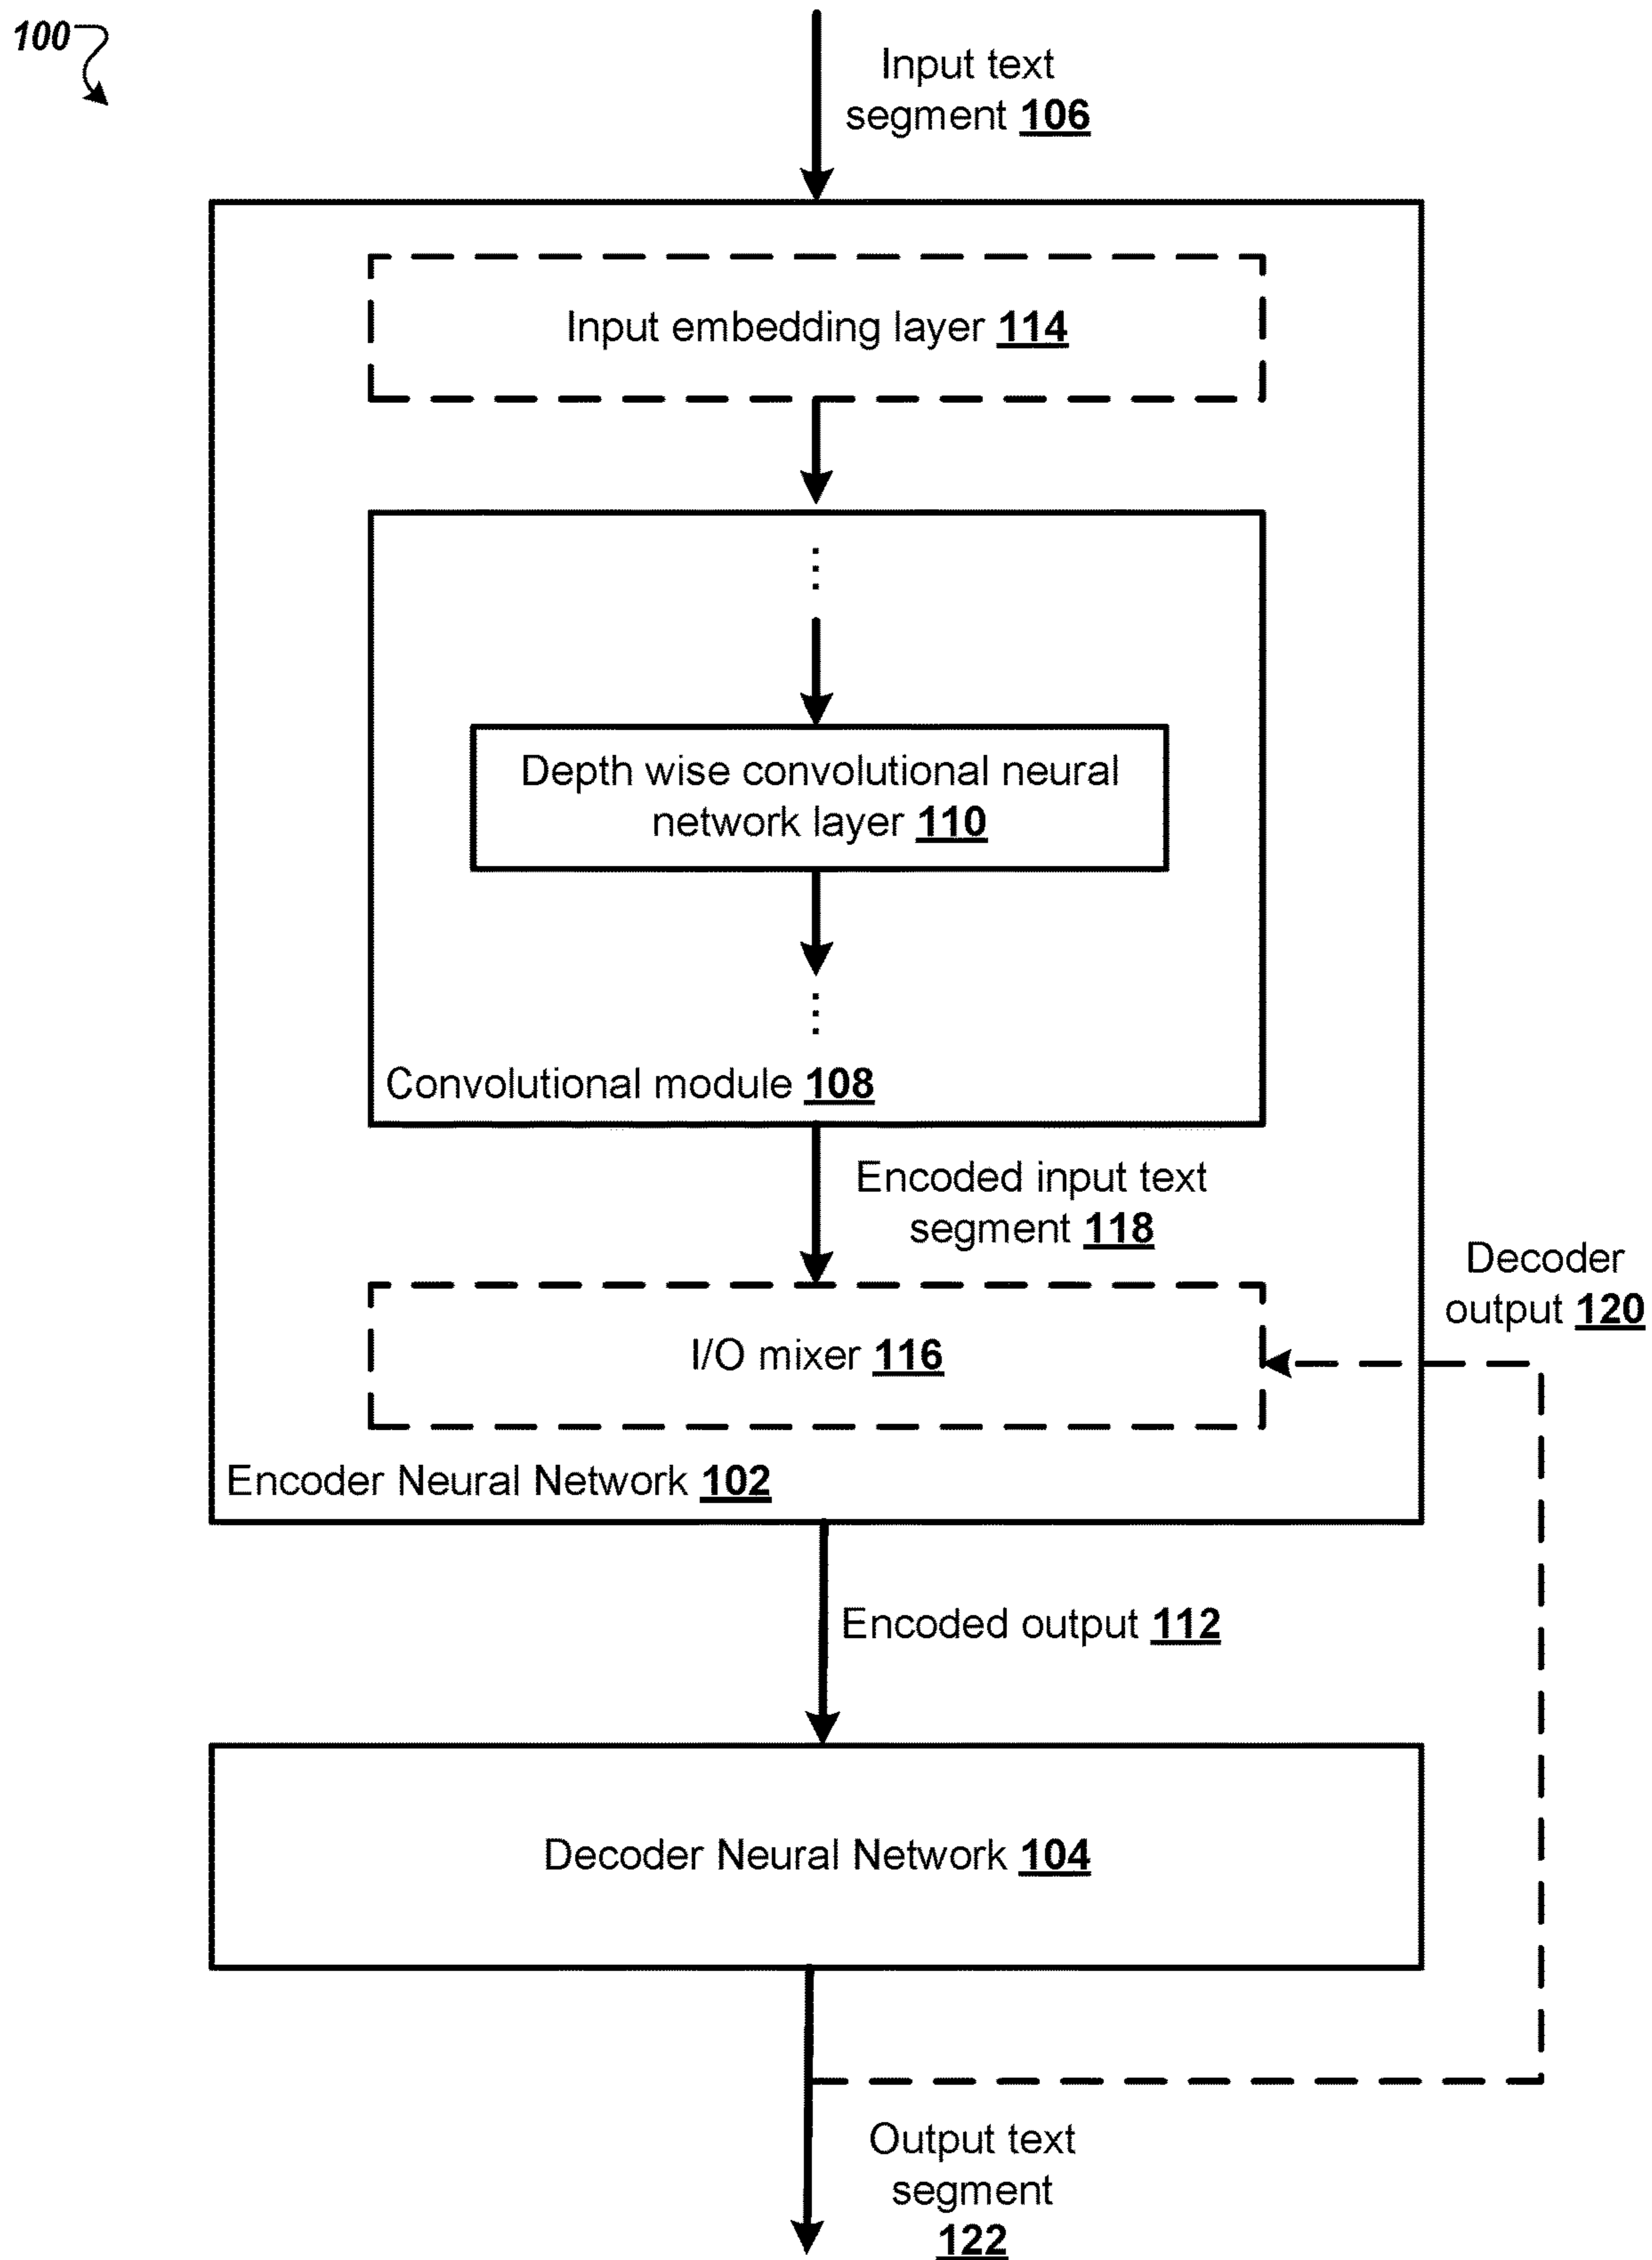 100
Input text
segment 106
Input embedding layer 114
Depth wise convolutional neural
network layer 110
Convolutional module 108
Encoded input text
segment 118
Decoder
output 120
I/O mixer 116
Encoder Neural Network 102
Encoded output 112
Decoder Neural Network 104
Output text
segment
122